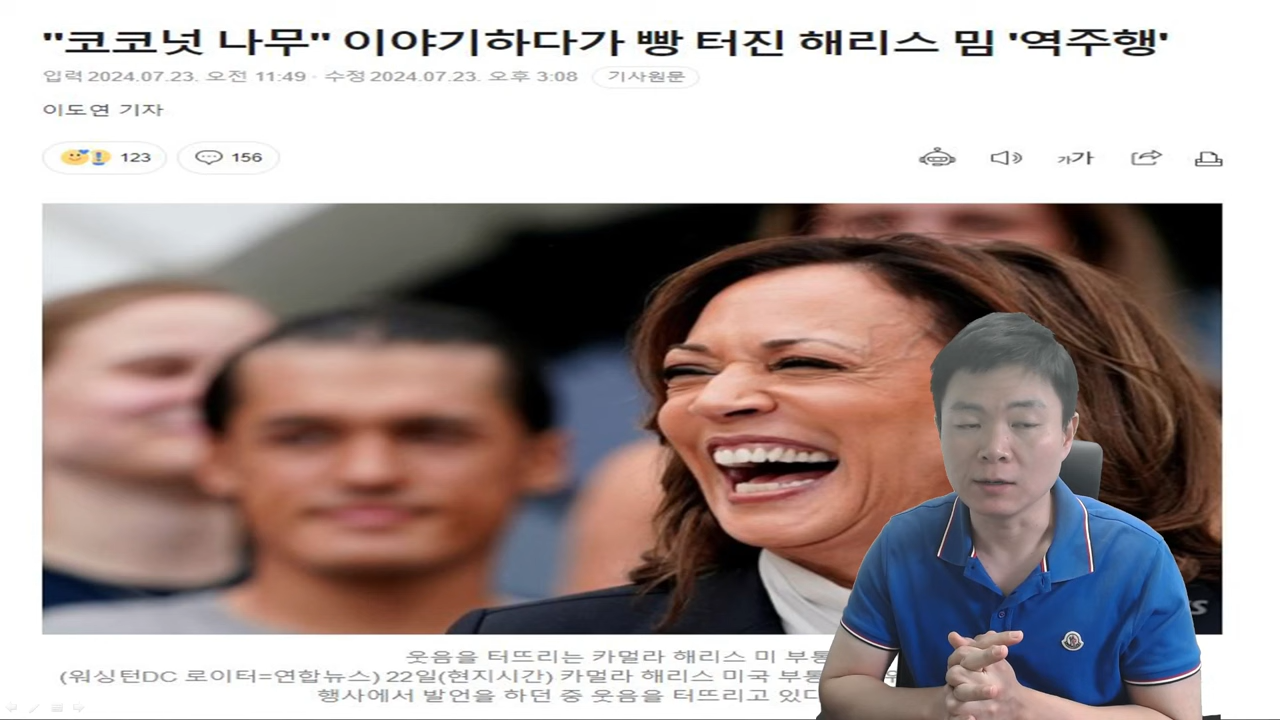 "코코넛 나무" 이야기하다가 빵 터진 해리스 밈 '역주행'
입력 2024.07.23. 오전 11:49 · 수정 2024.07.23. 오후 3:08 기사원문
이도연 기자
123 156
가가
웃음을 터뜨리는 카멀라 해리스 미 부통
(워싱턴DC 로이터=연합뉴스) 22일(현지시간) 카멀라 해리스 미국 부통
행사에서 발언을 하던 중 웃음을 터뜨리고 있다